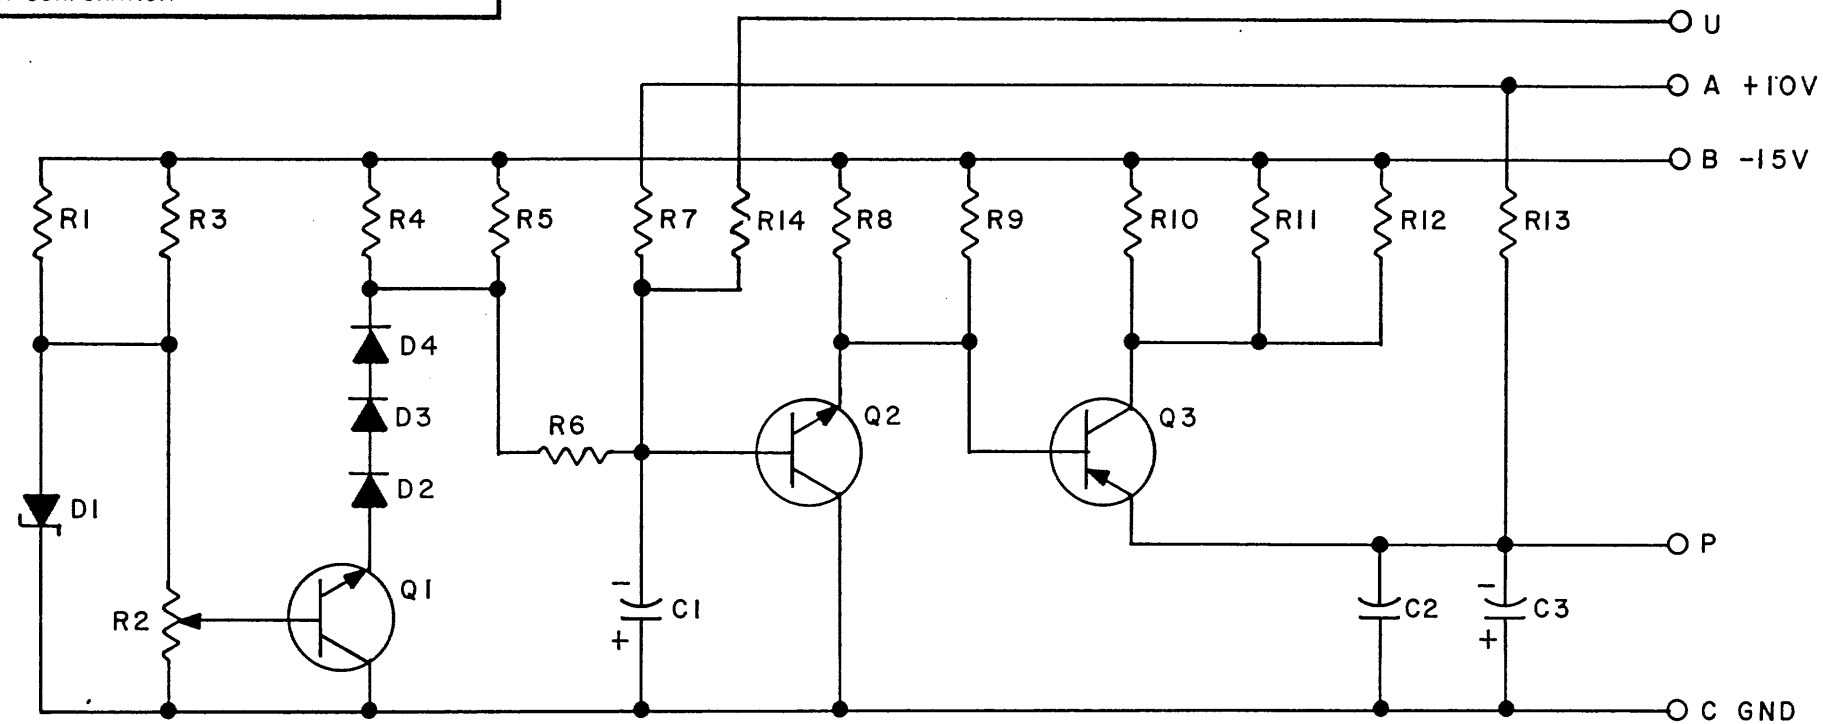 U
A +10V
B -15V
R1
R3
R4
R5
R7
R14
R8
R9
R10
R11
R12
R13
D4
D3
R6
Q2
Q3
D1
D2
P
R2
Q1
-
C1
+
C2
-
C3
+
C GND